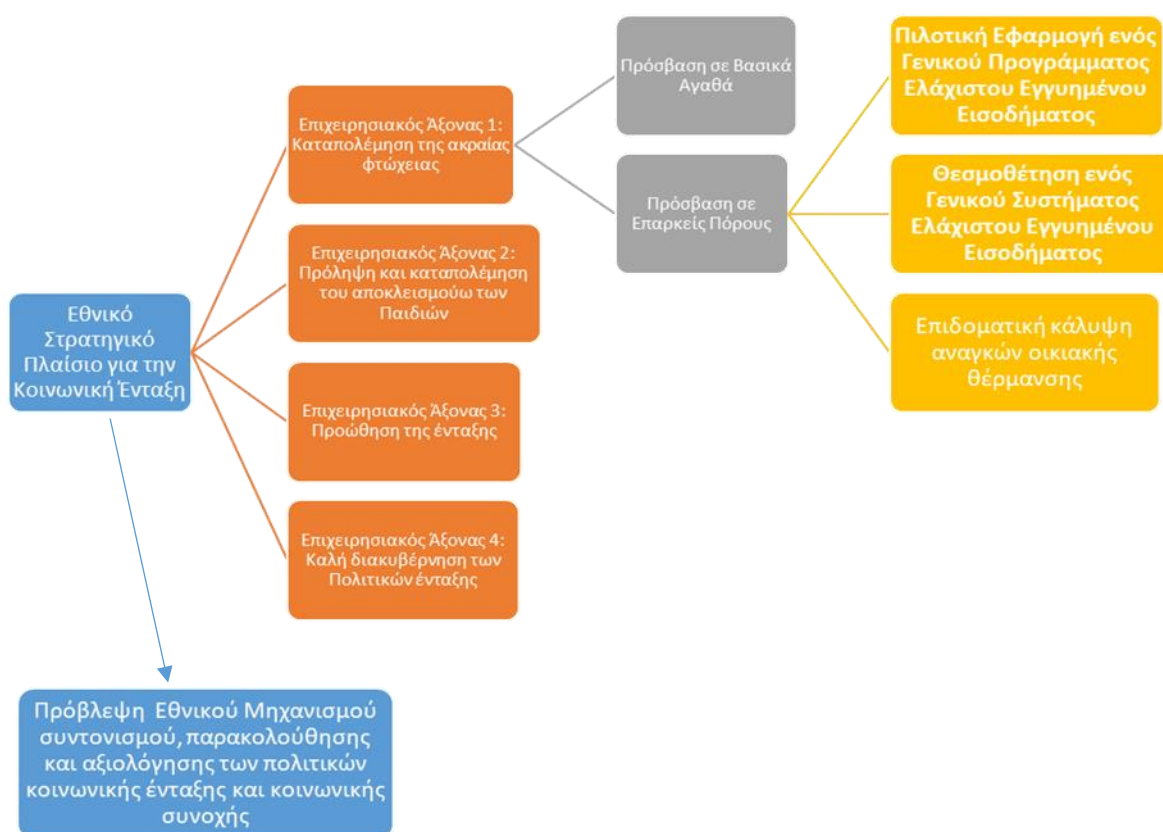 Εθνικό
Στρατηγικό
Πλαίσιο για την
Κοινωνική Ένταξη
Επιχειρησιακός Άξονας 1:
Καταπολέμηση της ακραίας
φτώχειας
Επιχειρησιακός Άξονας 2:
Πρόληψη και καταπολέμηση
του αποκλεισμούω των
Παιδιών
Επιχειρησιακός Άξονας 3:
Προώθηση της ένταξης
Επιχειρησιακός Άξονας 4:
Καλή διακυβέρνηση των
Πολιτικών ένταξης
Πρόσβαση σε Βασικά
Αγαθά
Πρόσβαση σε
Επαρκείς Πόρους
Πιλοτική Εφαρμογή ενός
Γενικού Προγράμματος
Ελάχιστου Εγγυημένου
Εισοδήματος
Θεσμοθέτηση ενός
Γενικού Συστήματος
Ελάχιστου Εγγυημένου
Εισοδήματος
Επιδοματική κάλυψη
αναγκών οικιακής
θέρμανσης
Πρόβλεψη Εθνικού Μηχανισμού
συντονισμού, παρακολούθησης
και αξιολόγησης των πολιτικών
κοινωνικής ένταξης και κοινωνικής
συνοχής